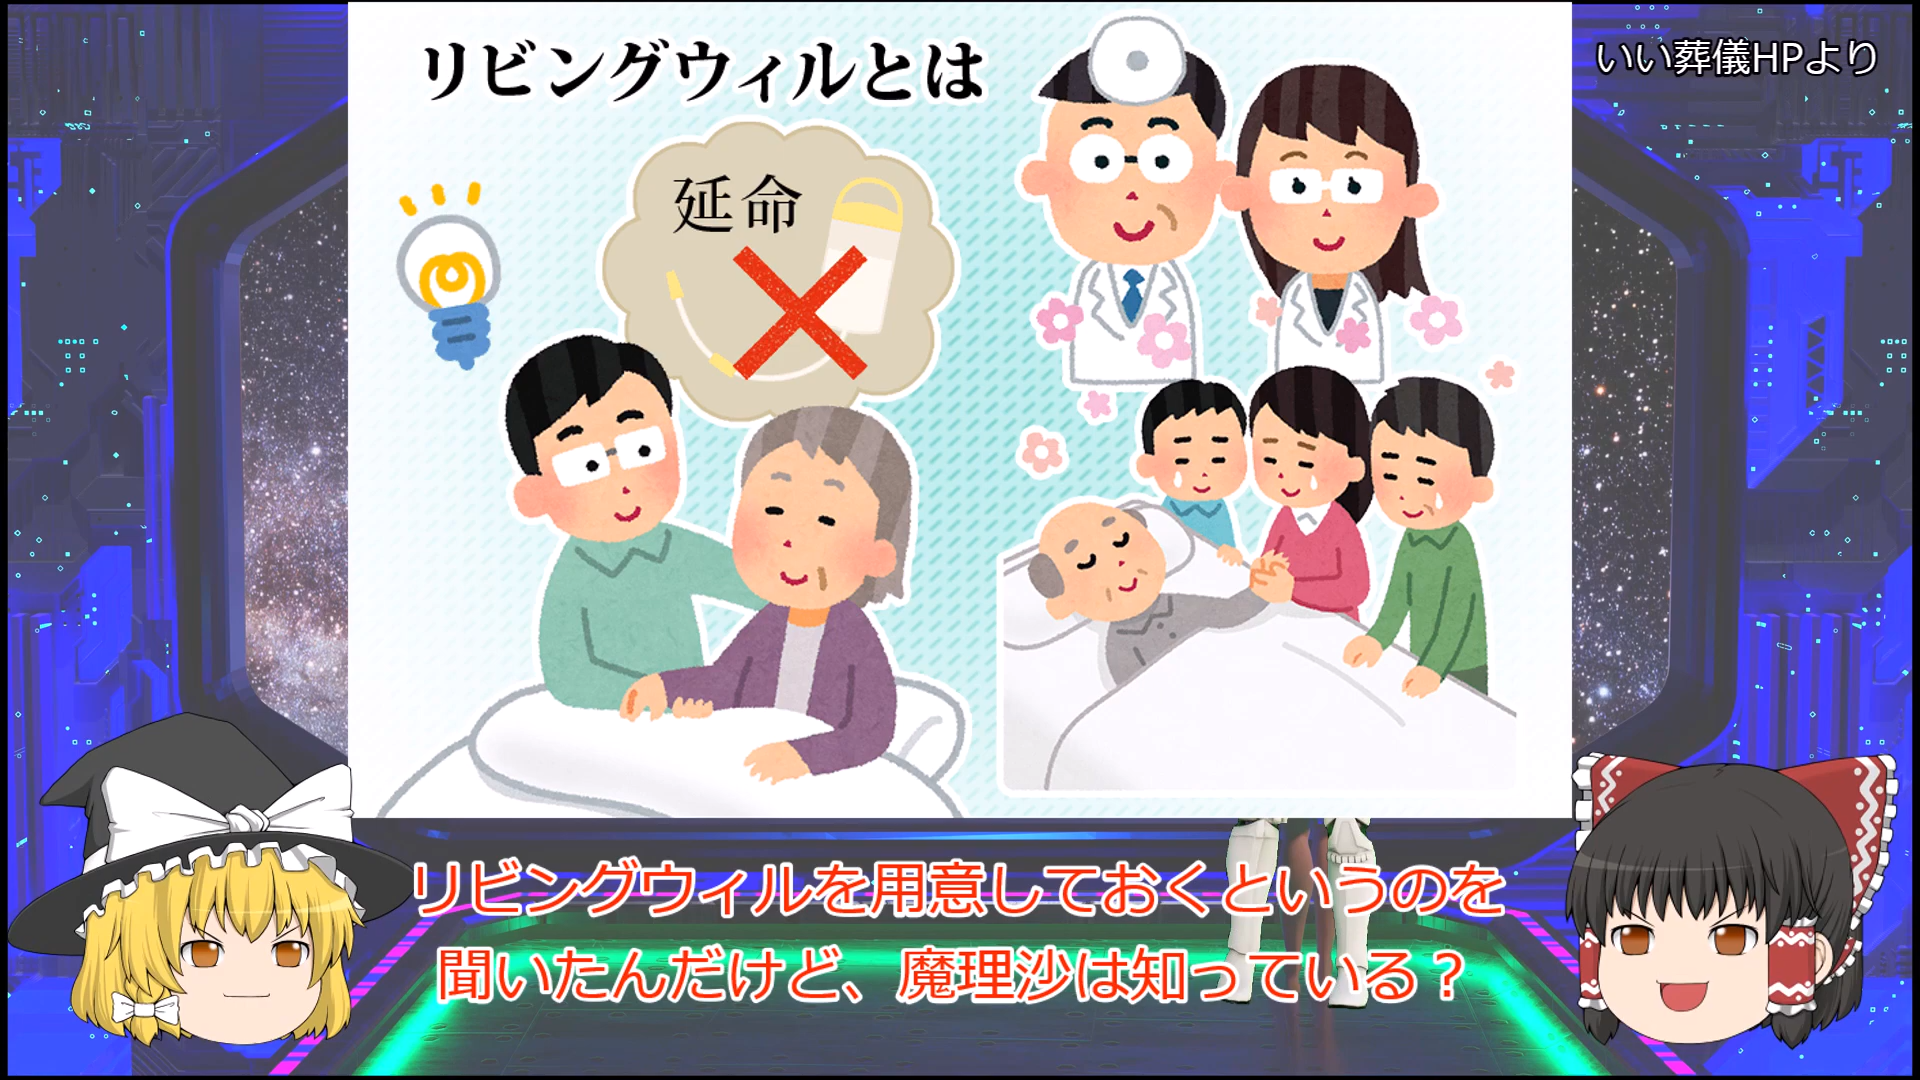 リビングウィルとは
いい葬儀HPより
延命
リビングウィルを用意しておくというのを
聞いたんだけど、魔理沙は知っている？